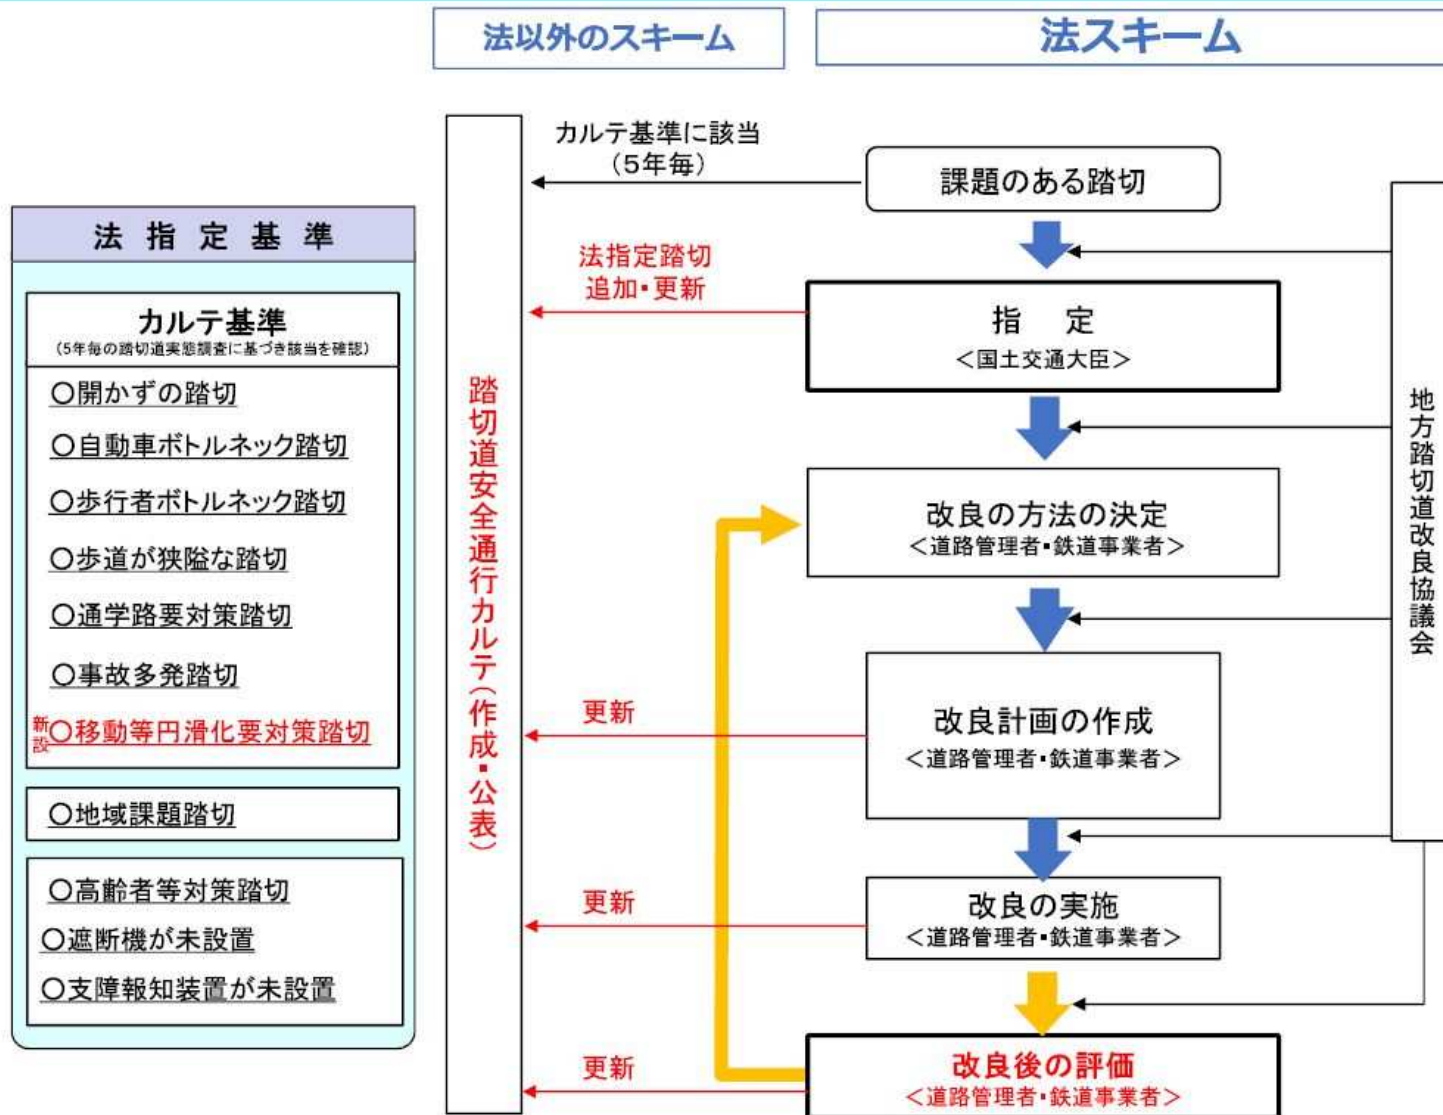 法以外のスキーム
法スキーム
法指定基準
カルテ基準
(5年毎の踏切道実態調査に基づき該当を確認)
〇開かずの踏切
〇自動車ボトルネック踏切
〇歩行者ボトルネック踏切
〇歩道が狭隘な踏切
〇通学路要対策踏切
〇事故多発踏切
新設〇移動等円滑化要対策踏切
〇地域課題踏切
〇高齢者等対策踏切
〇遮断機が未設置
〇支障報知装置が未設置
踏切道安全通行カルテ(作成・公表)
カルテ基準に該当
(5年毎)
法指定踏切
追加・更新
更新
更新
更新
課題のある踏切
指 定
<国土交通大臣>
改良の方法の決定
<道路管理者・鉄道事業者>
改良計画の作成
<道路管理者・鉄道事業者>
改良の実施
<道路管理者・鉄道事業者>
改良後の評価
<道路管理者・鉄道事業者>
地方踏切道改良協議会